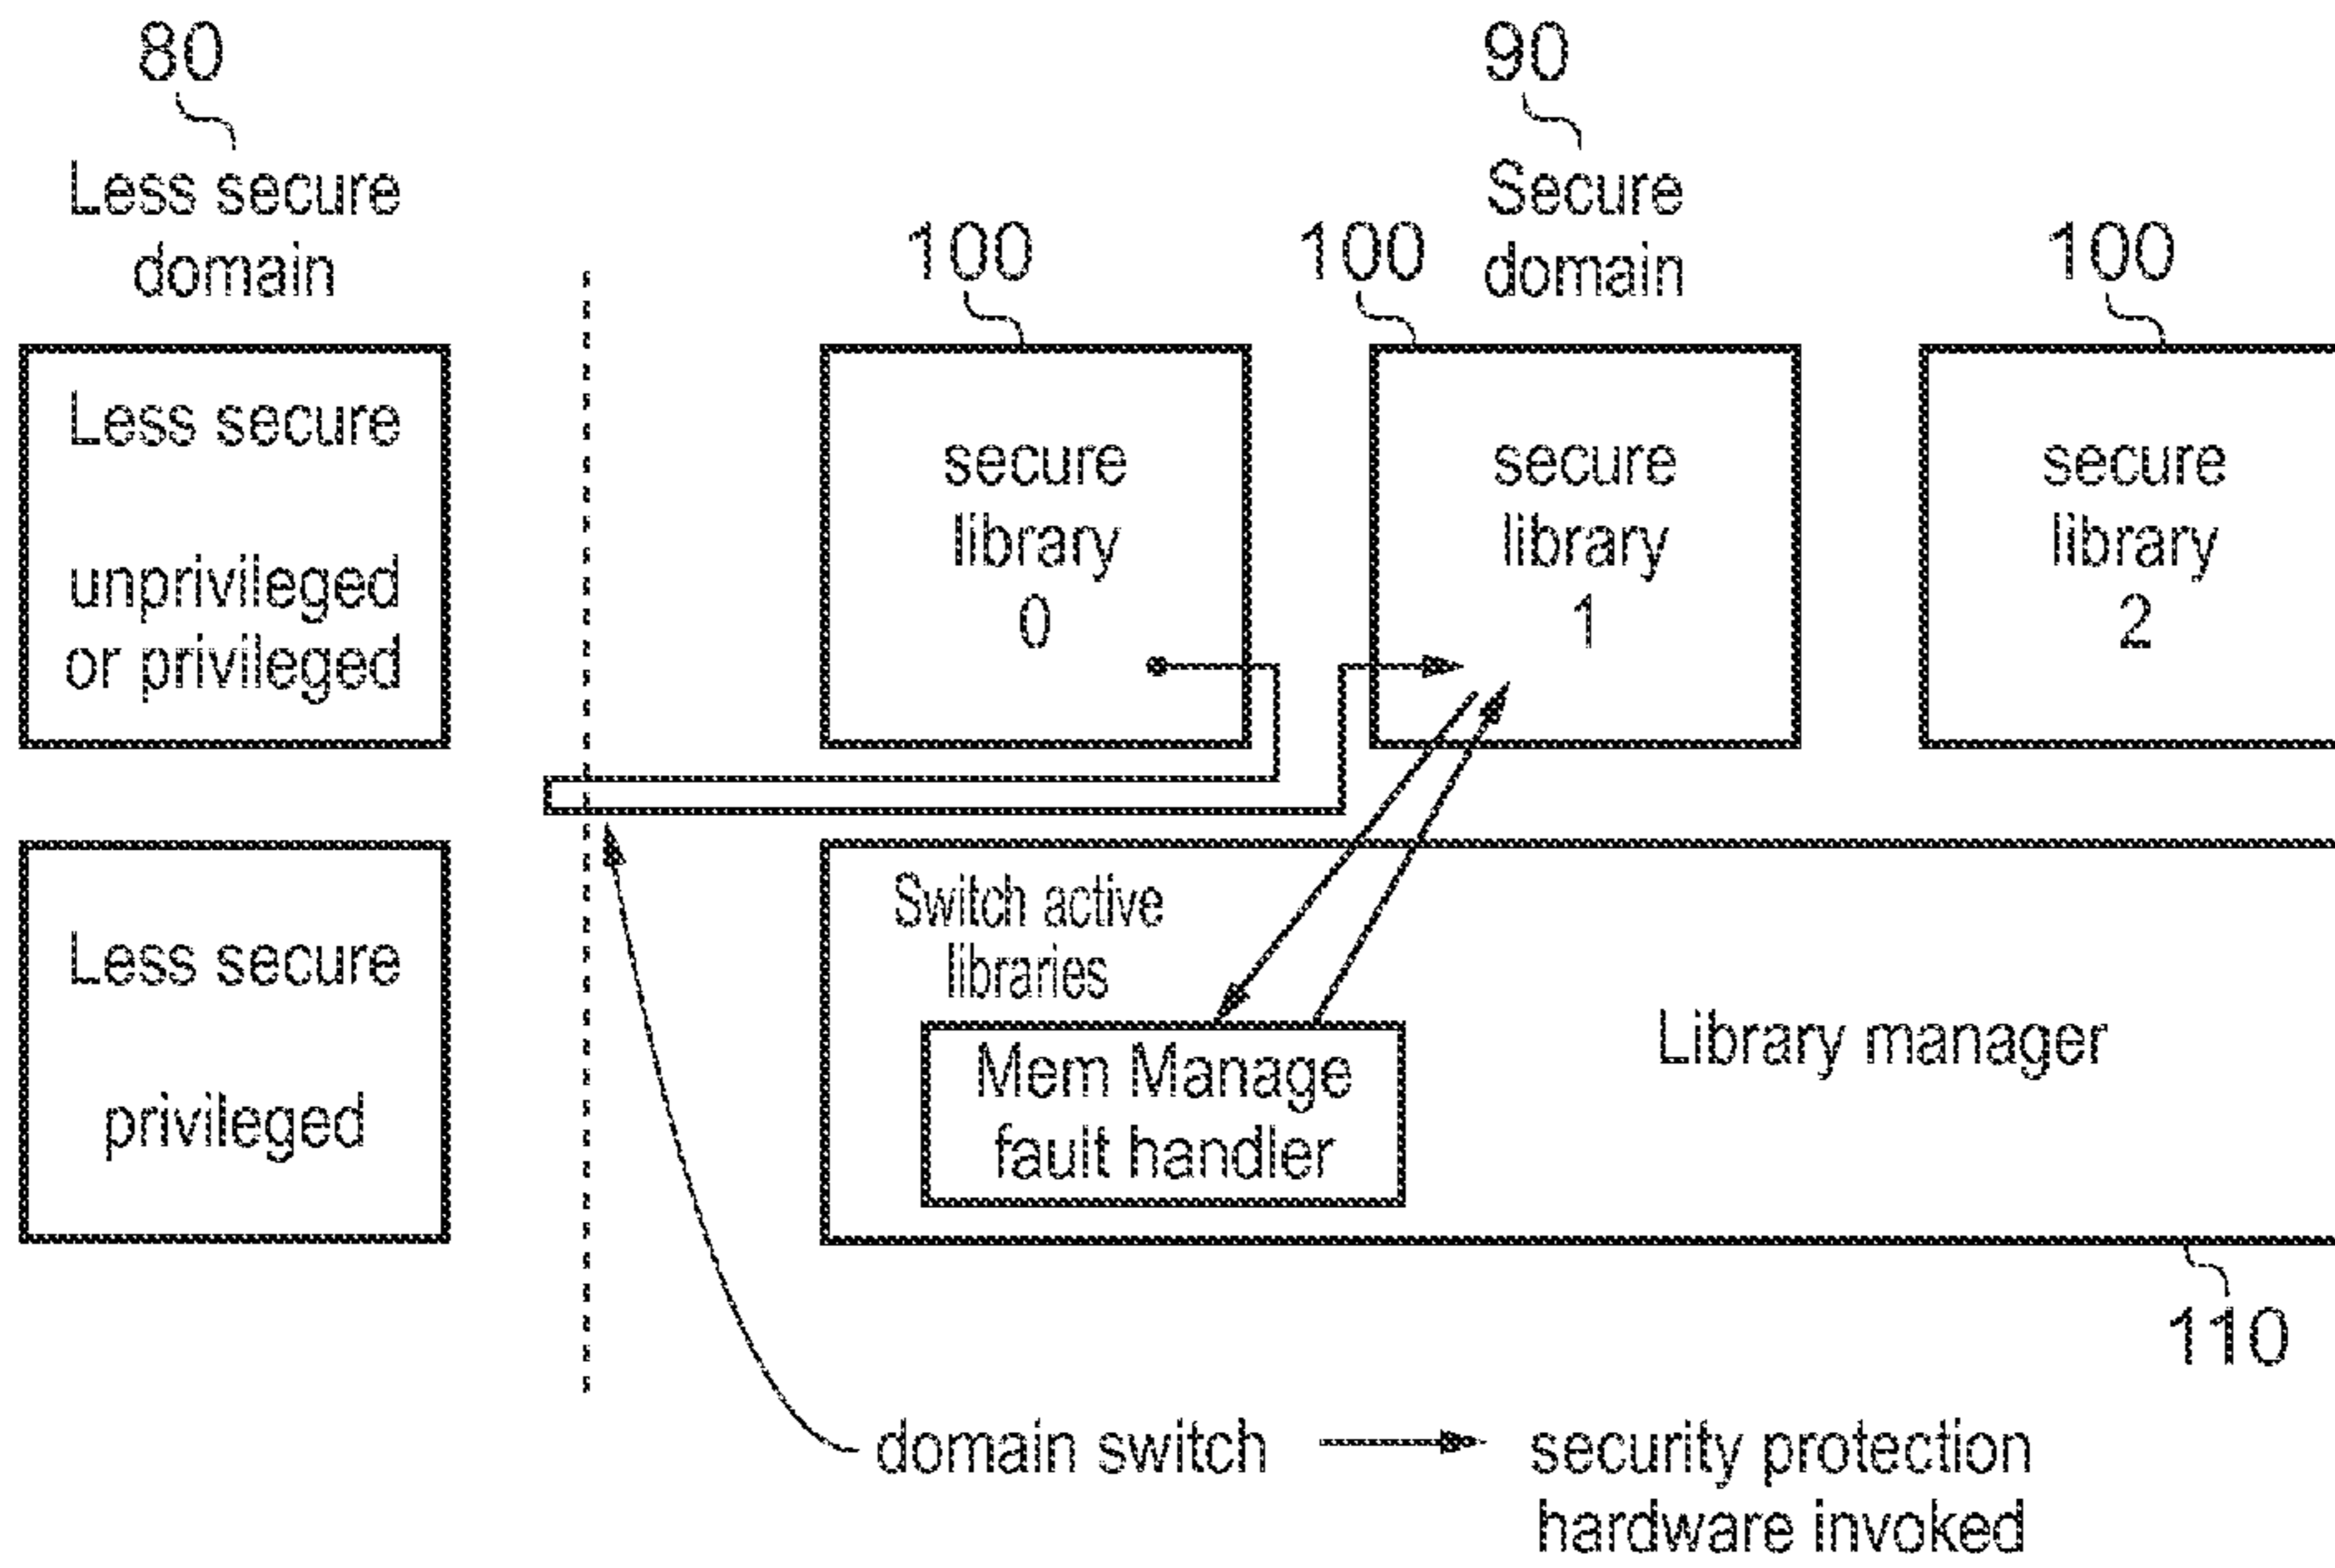 80
90
Less secure
domain
Secure
domain
100
100
100
Less secure
unprivileged
or privileged
secure
library
0
secure
library
1
secure
library
2
Less secure
privileged
Switch active
libraries
Mem Manage
fault handler
Library manager
110
domain switch
security protection
hardware invoked